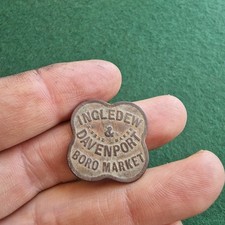 INGLEDEW
&
DAVENPORT
BORO MARKET